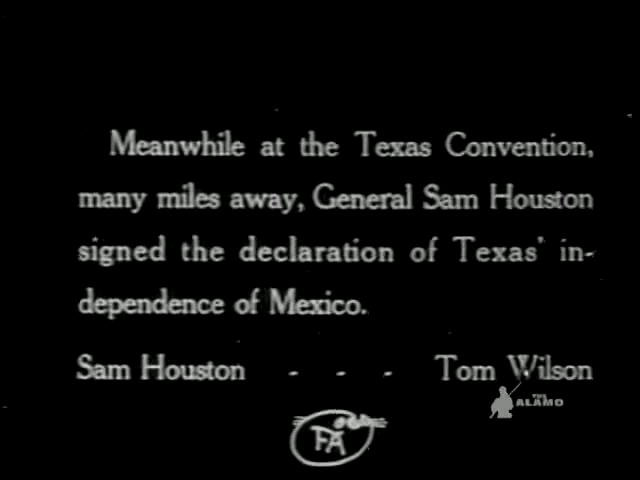 Meanwhile at the Texas Convention,
many miles away, General Sam Houston
signed the declaration of Texas' in-
dependence of Mexico.
Sam Houston - - - Tom Wilson
THE
ALAMO
FA